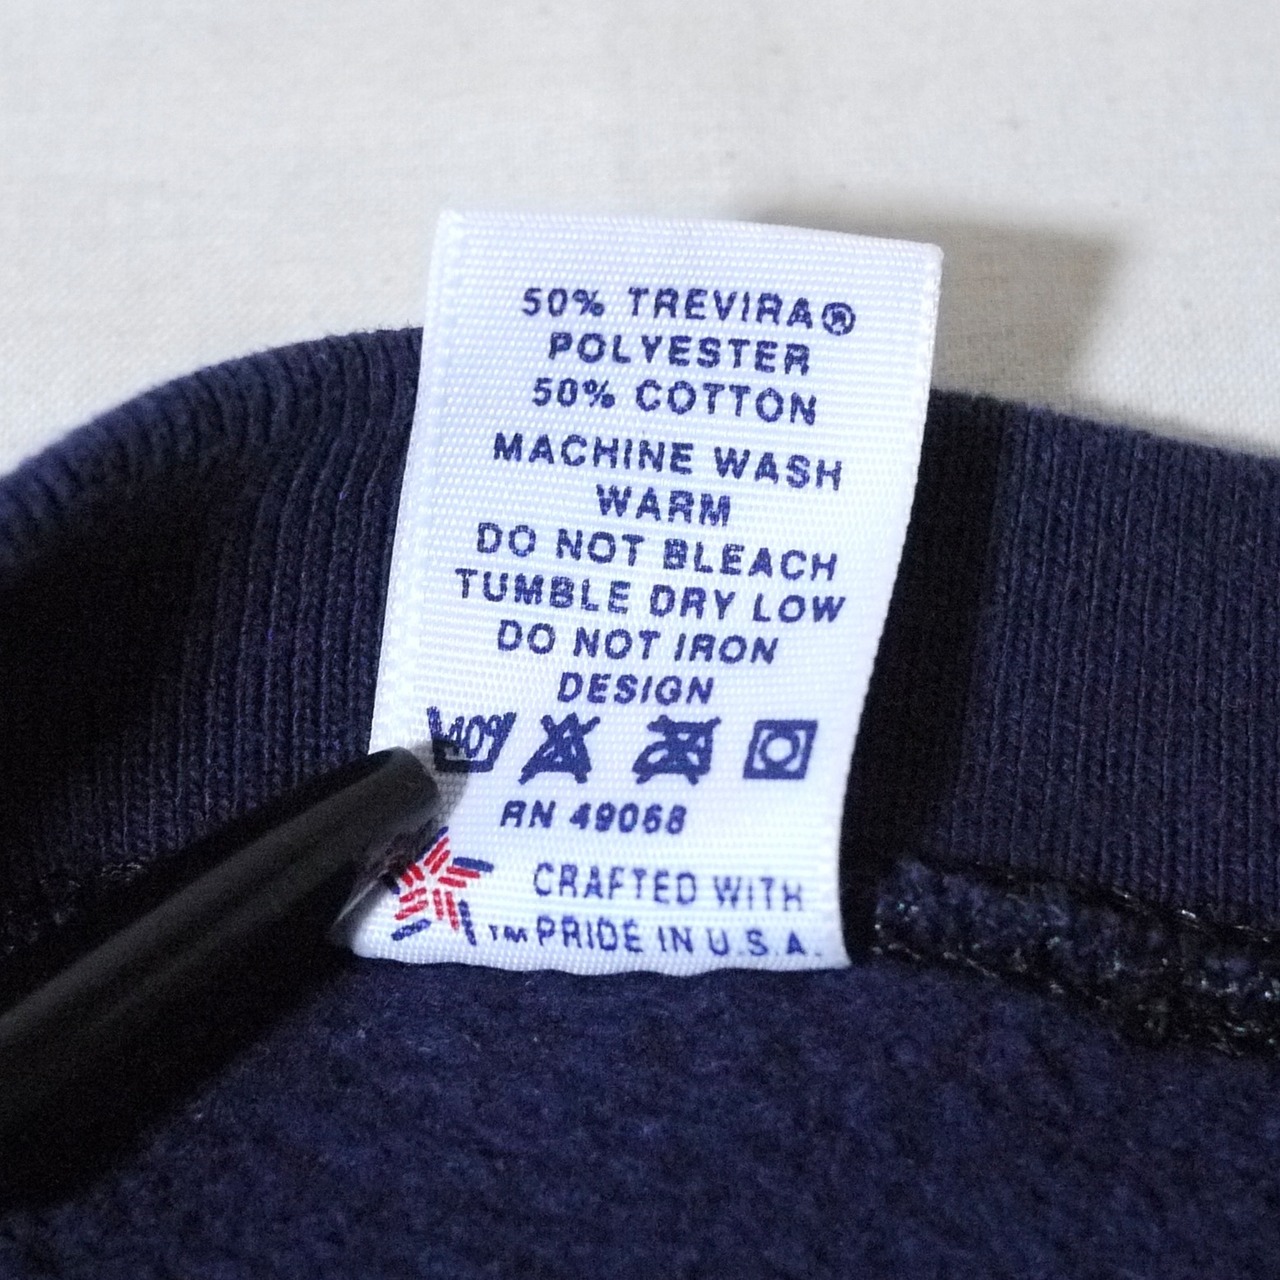 50% TREVIRA®
POLYESTER
50% COTTON
MACHINE WASH
WARM
DO NOT BLEACH
TUMBLE DRY LOW
DO NOT IRON
DESIGN
40°
RN 49068
CRAFTED WITH
™ PRIDE IN U.S.A.